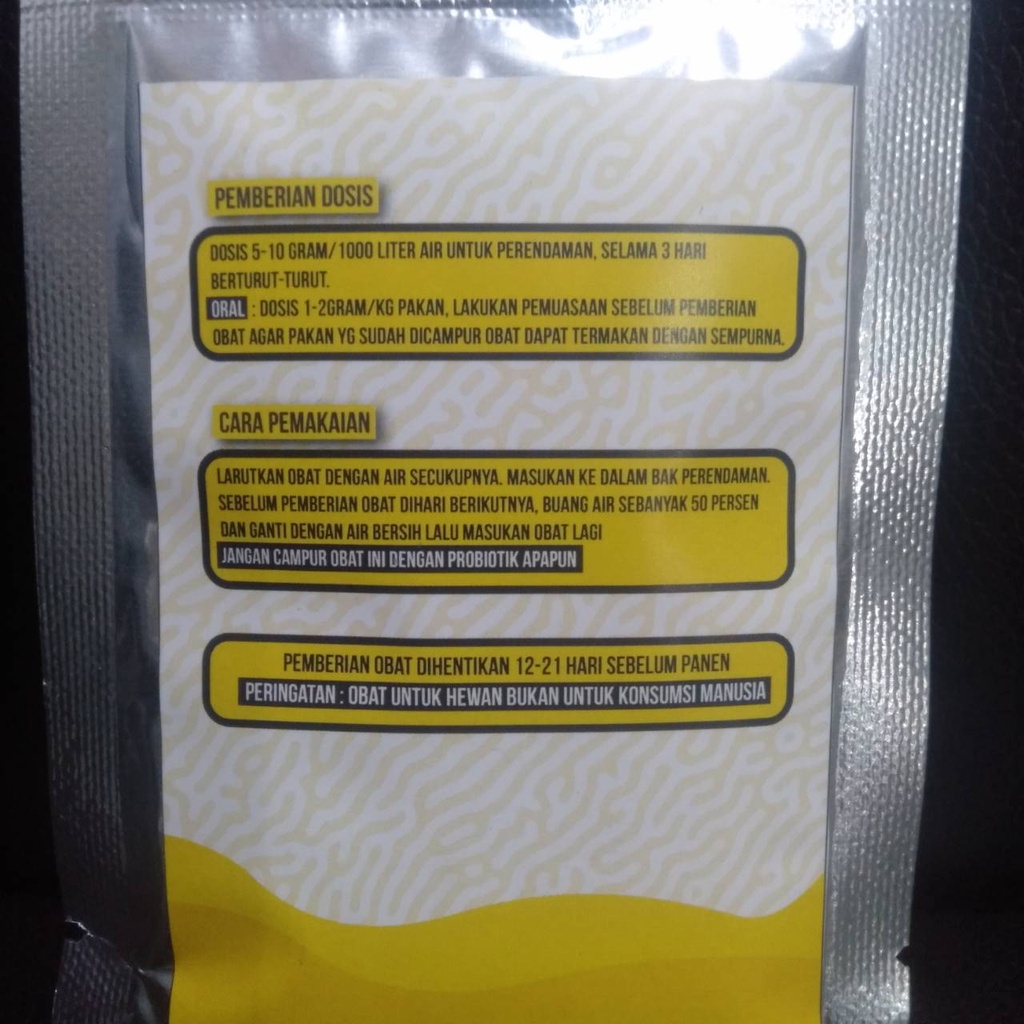 PEMBERIAN DOSIS
DOSIS 5-10 GRAM/1000 LITER AIR UNTUK PERENDAMAN, SELAMA 3 HARI
BERTURUT-TURUT.
ORAL : DOSIS 1-2GRAM/KG PAKAN, LAKUKAN PEMUASAAN SEBELUM PEMBERIAN
OBAT AGAR PAKAN YG SUDAH DICAMPUR OBAT DAPAT TERMAKAN DENGAN SEMPURNA.
CARA PEMAKAIAN
LARUTKAN OBAT DENGAN AIR SECUKUPNYA. MASUKAN KE DALAM BAK PERENDAMAN.
SEBELUM PEMBERIAN OBAT DIHARI BERIKUTNYA, BUANG AIR SEBANYAK 50 PERSEN
DAN GANTI DENGAN AIR BERSIH LALU MASUKAN OBAT LAGI
JANGAN CAMPUR OBAT INI DENGAN PROBIOTIK APAPUN
PEMBERIAN OBAT DIHENTIKAN 12-21 HARI SEBELUM PANEN
PERINGATAN : OBAT UNTUK HEWAN BUKAN UNTUK KONSUMSI MANUSIA